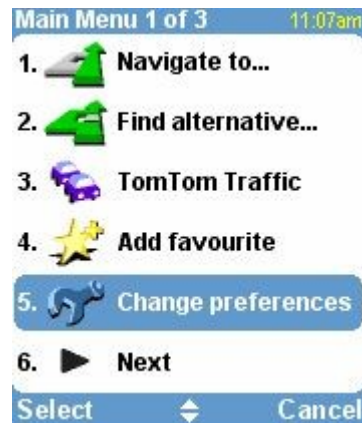 Main Menu 1 of 3 11:07am
1. Navigate to...
2. Find alternative...
3. TomTom Traffic
4. Add favourite
5. Change preferences
6. Next
Select Cancel